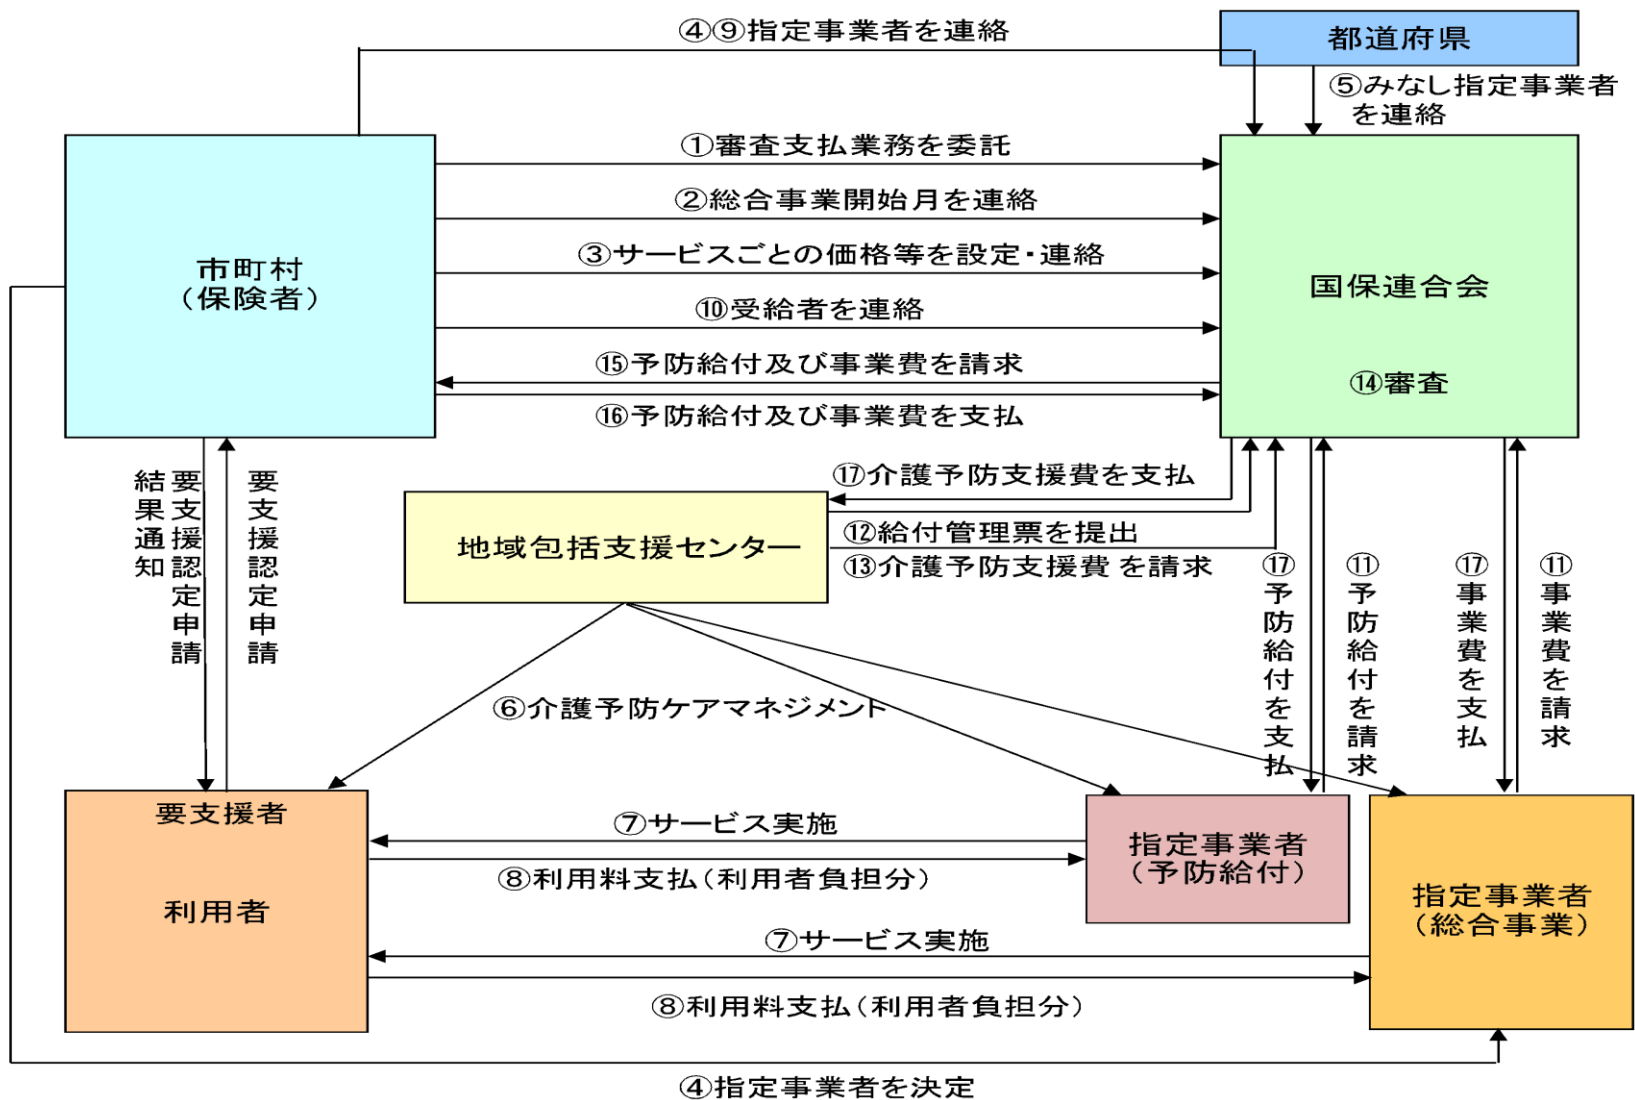 ④⑨指定事業者を連絡
都道府県
⑤みなし指定事業者
を連絡
①審査支払業務を委託
②総合事業開始月を連絡
③サービスごとの価格等を設定・連絡
市町村
（保険者）
国保連合会
⑩受給者を連絡
⑮予防給付及び事業費を請求
⑭審査
⑯予防給付及び事業費を支払
要支援認定申請
結果通知
要支援認定申請
⑰介護予防支援費を支払
地域包括支援センター
⑫給付管理票を提出
⑬介護予防支援費 を請求
⑰予防給付を支払
⑪予防給付を請求
⑰事業費を支払
⑪事業費を請求
⑥介護予防ケアマネジメント
要支援者
利用者
⑦サービス実施
⑧利用料支払（利用者負担分）
指定事業者
（予防給付）
指定事業者
（総合事業）
⑦サービス実施
⑧利用料支払（利用者負担分）
④指定事業者を決定